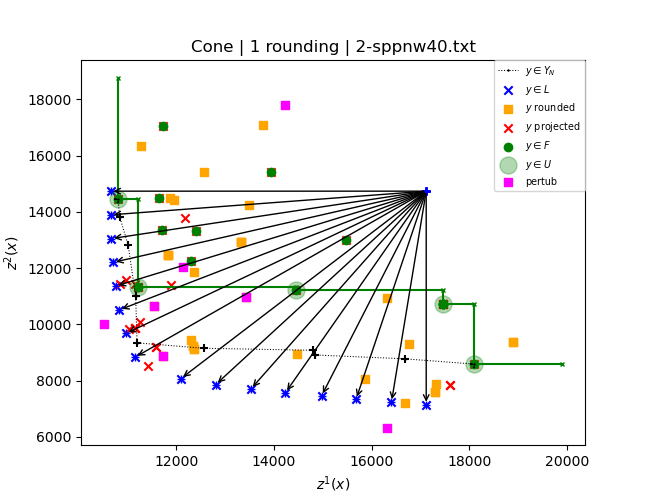 Cone | 1 rounding | 2-sppnw40.txt
y ∈ Y_N
y ∈ L
y rounded
y projected
y ∈ F
y ∈ U
pertub
18000
16000
14000
12000
10000
8000
6000
z²(x)
12000 14000 16000 18000 20000
z¹(x)